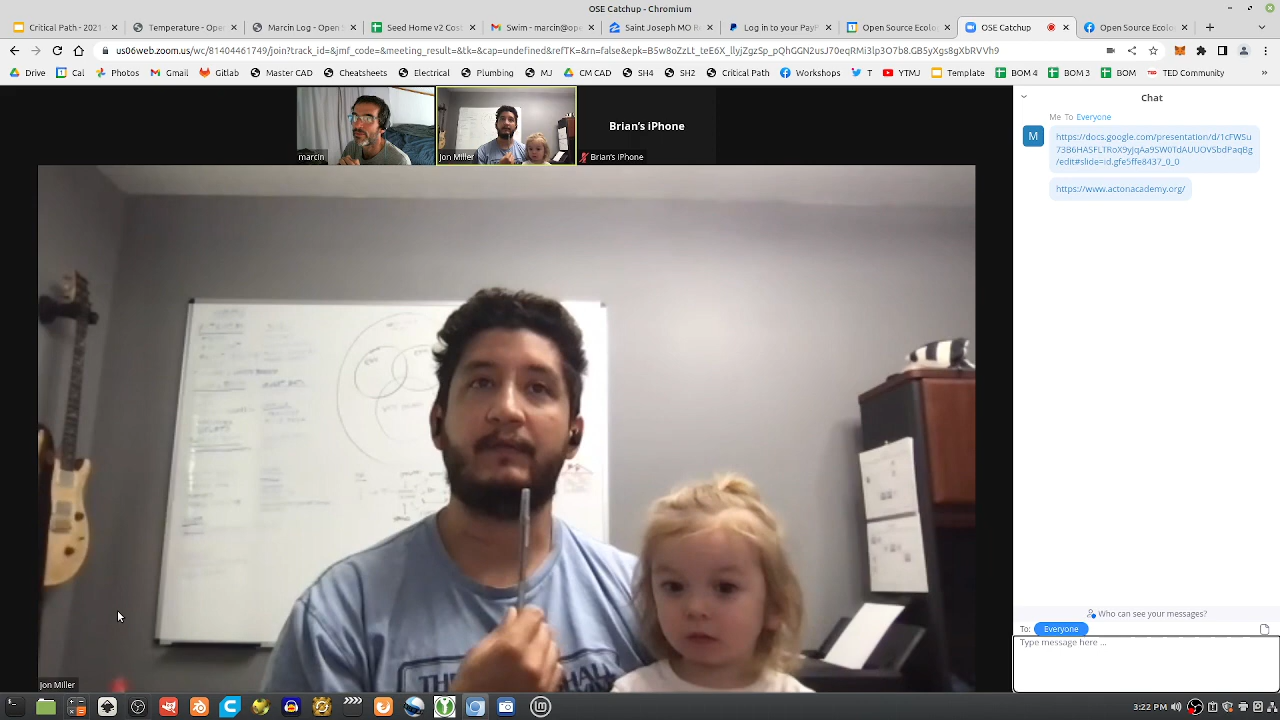 OSE Catchup - Chromium
Critical Path - 2021 -
Temperature - Open
Marcin Log - Open S
Seed Home v2 Cost
Swim - marcin@ope
Saint Joseph MO R
Log in to your PayP
Open Source Ecolog
OSE Catchup
Open Source Ecolo
us06web.zoom.us/wc/81404461749/join?track_id=&jmf_code=&meeting_result=&tk=&cap=undefined&refTK=&rn=false&epk=B5w8oZzLt_teE6X_llyjZgzSp_pQhGGN2usJ70eqRMi3lp3O7b8.GB5yXgs8gXbRVVh9
Drive
Cal
Photos
Gmail
Gitlab
Master CAD
Cheatsheets
Electrical
Plumbing
MJ
CM CAD
SH4
SH2
Critical Path
Workshops
T
YTMJ
Template
BOM 4
BOM 3
BOM
TED Community
»
marcin
Jon Miller
Brian's iPhone
Brian's iPhone
Jon Miller
Chat
Me To Everyone
M
https://docs.google.com/presentation/d/1cFWSu
73B6HASFLTRoX9yJqAa9SW0TdAUUOVSbdPaqBg
/edit#slide=id.gfe5ffe8437_0_0
https://www.actonacademy.org/
Who can see your messages?
To: Everyone
Type message here ...
3:22 PM